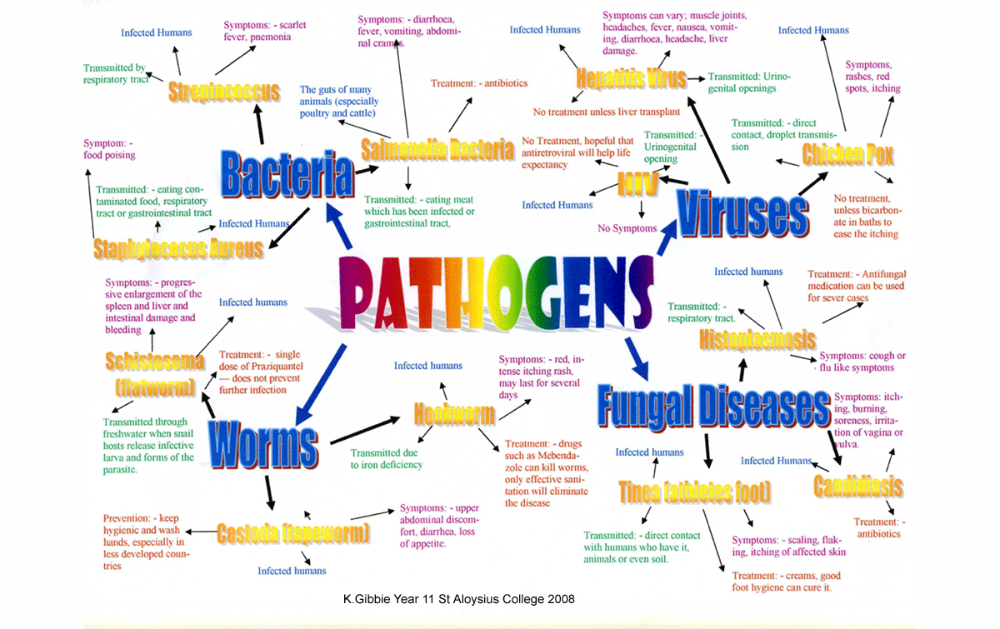 PATHOGENS
Bacteria
Streptococcus
Infected Humans
Symptoms: - scarlet
fever, pnemonia
Transmitted by
respiratory tract
Salmonella Bacteria
Symptoms: - diarrhoea,
fever, vomiting, abdomi-
nal cramps.
The guts of many
animals (especially
poultry and cattle)
Treatment: - antibiotics
Transmitted: - eating meat
which has been infected or
gastrointestinal tract,
Staphylococus Aureus
Symptom: -
food poising
Transmitted: - eating con-
taminated food, respiratory
tract or gastrointestinal tract
Infected Humans
Viruses
Hepatitis Virus
Infected Humans
Symptoms can vary; muscle joints,
headaches, fever, nausea, vomit-
ing, diarrhoea, headache, liver
damage.
Transmitted: Urino-
genital openings
No treatment unless liver transplant
HIV
No Treatment, hopeful that
antiretroviral will help life
expectancy
Transmitted: -
Urinogenital
opening
Infected Humans
No Symptoms
Chicken Pox
Infected Humans
Symptoms,
rashes, red
spots, itching
Transmitted: - direct
contact, droplet transmis-
sion
No treatment,
unless bicarbon-
ate in baths to
ease the itching
Worms
Schistosoma
(flatworm)
Symptoms: - progres-
sive enlargement of the
spleen and liver and
intestinal damage and
bleeding
Infected humans
Treatment: - single
dose of Praziquantel
— does not prevent
further infection
Transmitted through
freshwater when snail
hosts release infective
larva and forms of the
parasite.
Hookworm
Infected humans
Symptoms: - red, in-
tense itching rash,
may last for several
days
Transmitted due
to iron deficiency
Treatment: - drugs
such as Mebenda-
zole can kill worms,
only effective sani-
tation will eliminate
the disease
Cestoda (tapeworm)
Prevention: - keep
hygienic and wash
hands, especially in
less developed coun-
tries
Symptoms: - upper
abdominal discom-
fort, diarrhea, loss
of appetite.
Infected humans
Fungal Diseases
Histoplasmosis
Infected humans
Treatment: - Antifungal
medication can be used
for sever cases
Transmitted: -
respiratory tract.
Symptoms: cough or
flu like symptoms
Tinea (athletes foot)
Infected humans
Transmitted: - direct contact
with humans who have it,
animals or even soil.
Symptoms: - scaling, flak-
ing, itching of affected skin
Treatment: - creams, good
foot hygiene can cure it.
Candidiasis
Infected Humans
Symptoms: - itch-
ing, burning,
soreness, irrita-
tion of vagina or
vulva.
Treatment: -
antibiotics
K.Gibbie Year 11 St Aloysius College 2008